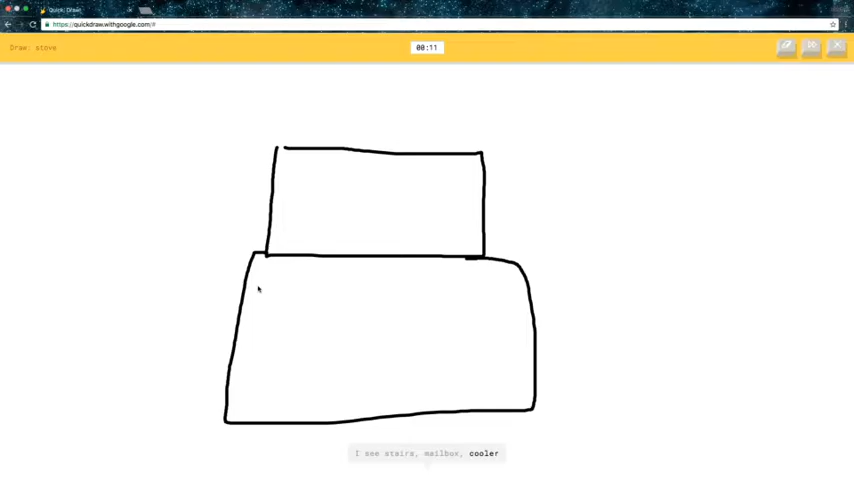 Quick, Draw!
https://quickdraw.withgoogle.com/#
Draw: stove
00:11
I see stairs, mailbox, cooler